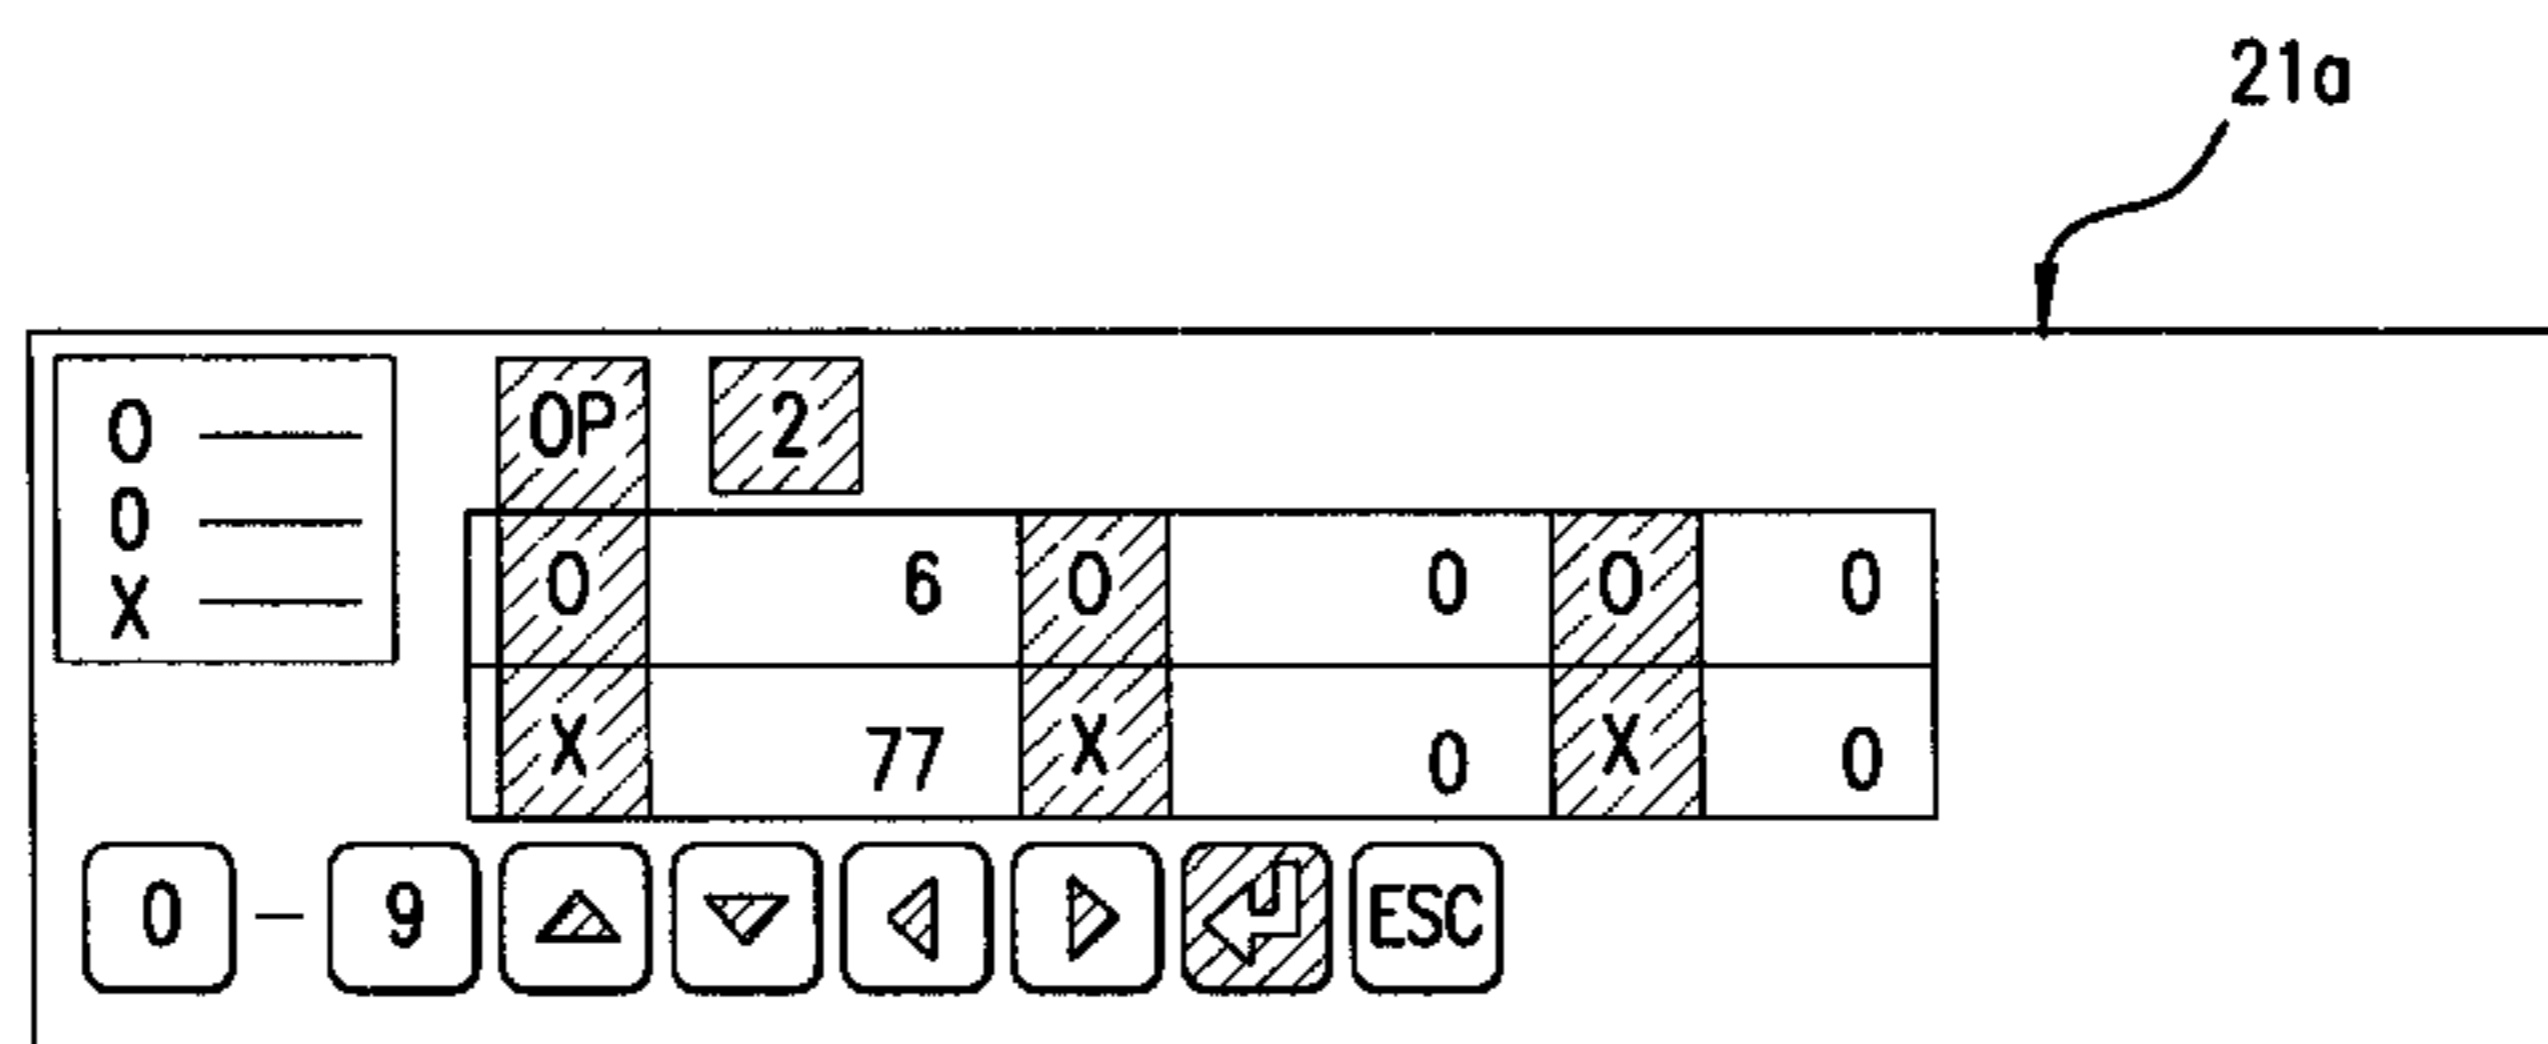 21a
O
O
X
OP 2
O 6 O 0 O 0
X 77 X 0 X 0
0 – 9 ESC